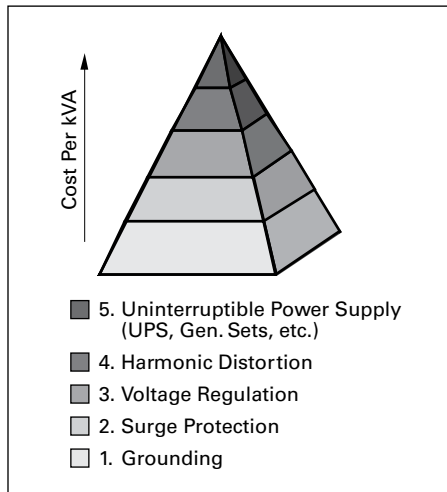 Cost Per kVA
5. Uninterruptible Power Supply
(UPS, Gen. Sets, etc.)
4. Harmonic Distortion
3. Voltage Regulation
2. Surge Protection
1. Grounding